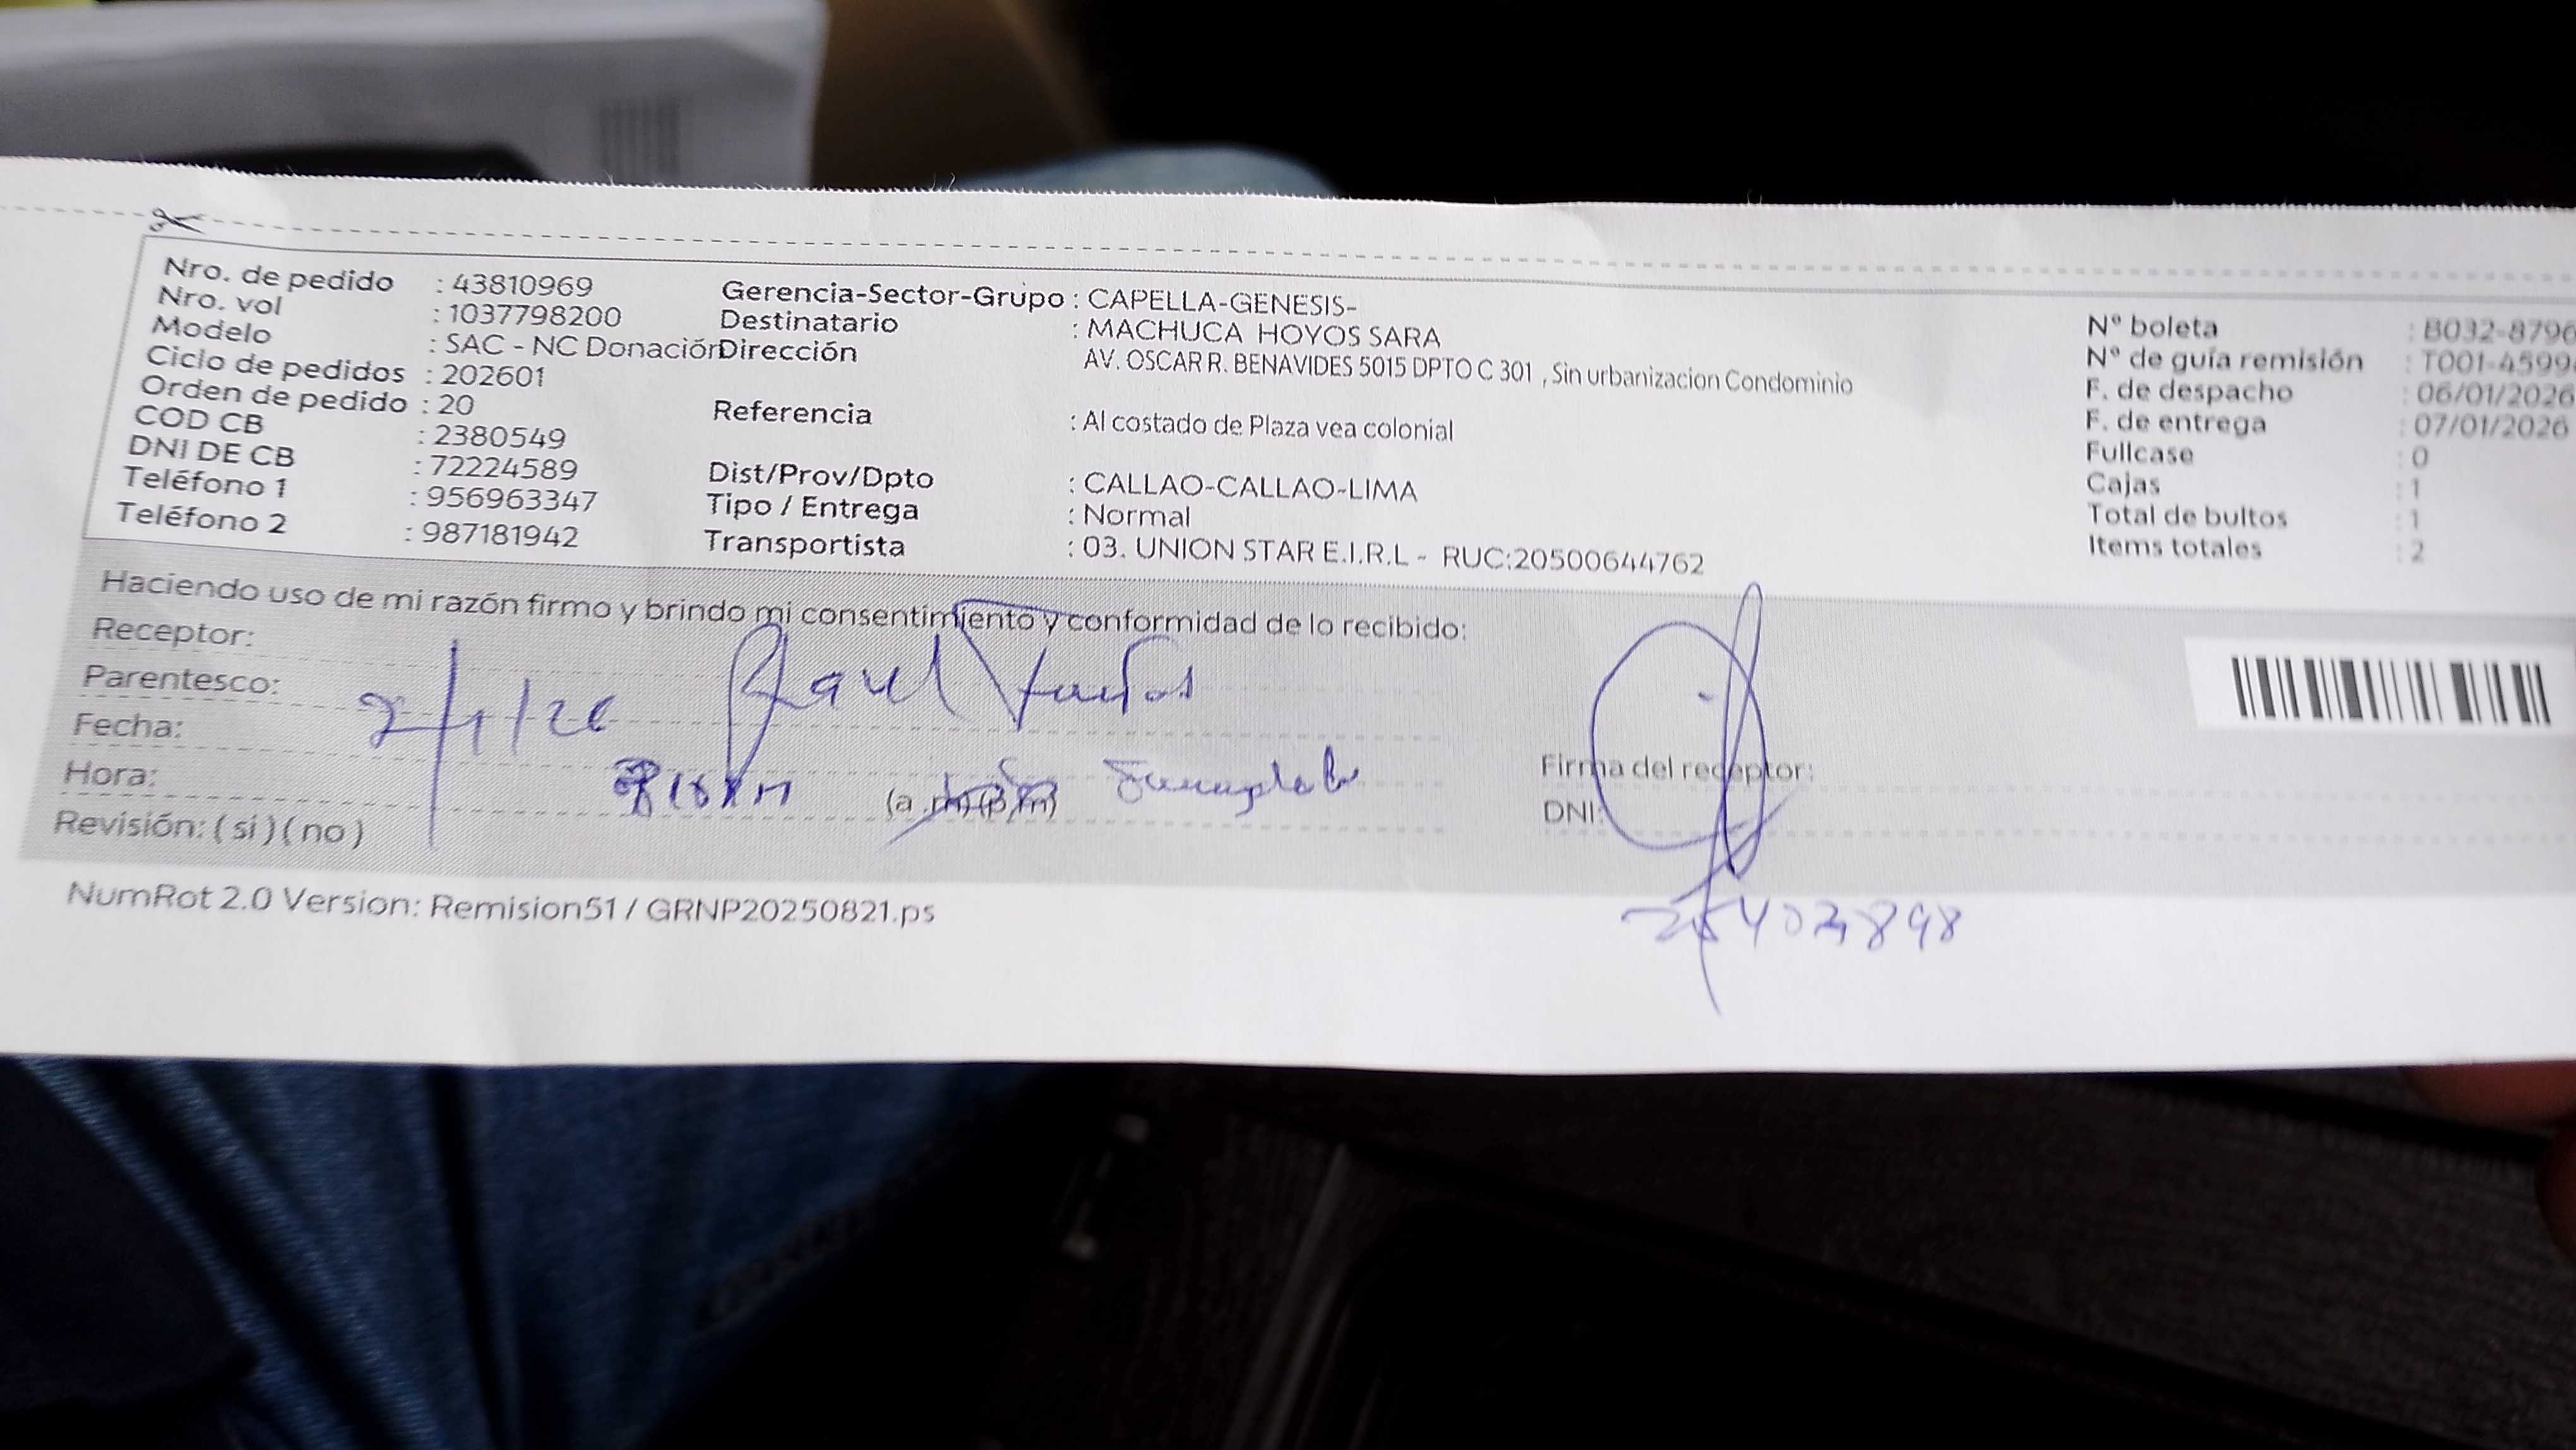 Nro. de pedido : 43810969
Nro. vol : 1037798200
Modelo : SAC - NC Donación
Ciclo de pedidos : 202601
Orden de pedido : 20
COD CB : 2380549
DNI DE CB : 72224589
Teléfono 1 : 956963347
Teléfono 2 : 987181942
Gerencia-Sector-Grupo : CAPELLA-GENESIS-
Destinatario : MACHUCA HOYOS SARA
Dirección AV. OSCAR R. BENAVIDES 5015 DPTO C 301 , Sin urbanizacion Condominio
Referencia : Al costado de Plaza vea colonial
Dist/Prov/Dpto : CALLAO-CALLAO-LIMA
Tipo / Entrega : Normal
Transportista : 03. UNION STAR E.I.R.L - RUC:20500644762
N° boleta : B032-8796
N° de guía remisión : T001-4599
F. de despacho : 06/01/2026
F. de entrega : 07/01/2026
Fullcase : 0
Cajas : 1
Total de bultos : 1
Items totales : 2
Haciendo uso de mi razón firmo y brindo mi consentimiento y conformidad de lo recibido:
Receptor: Raul
Parentesco:
Fecha:
Hora: (a.m) (p.m)
Revisión: ( si ) ( no )
Firma del receptor:
DNI:
NumRot 2.0 Version: Remision51 / GRNP20250821.ps